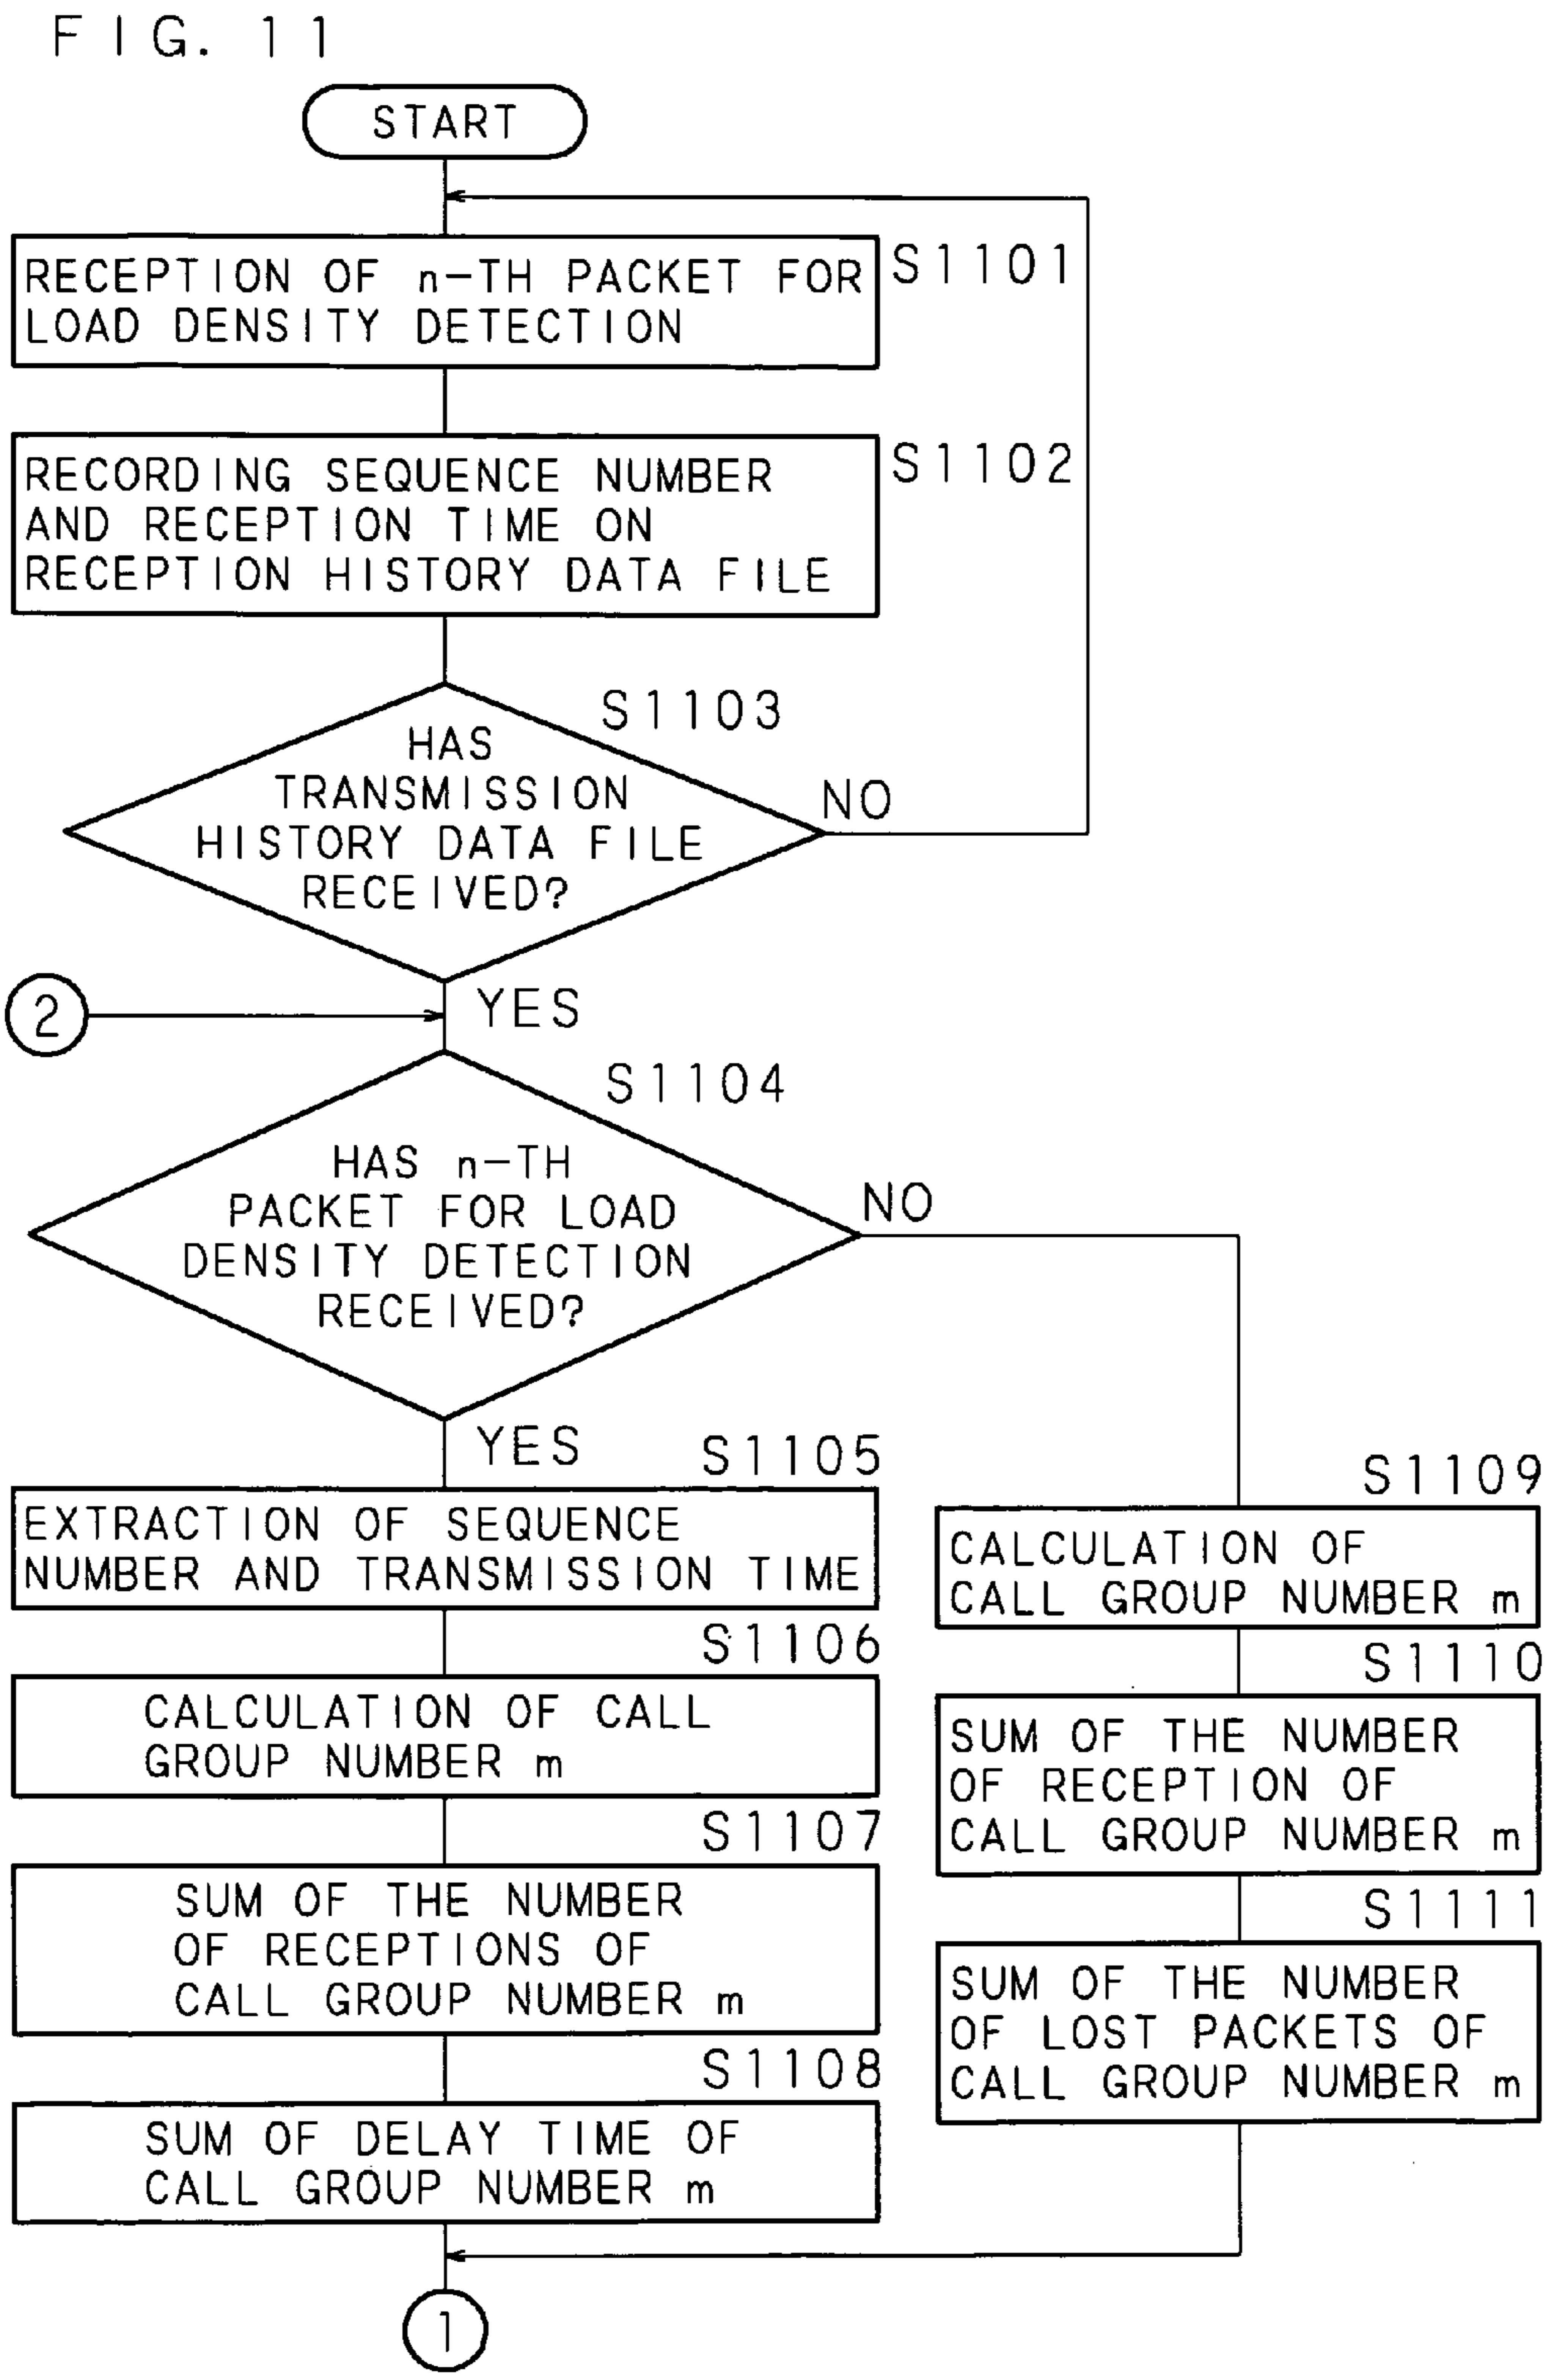 FIG. 11
START
RECEPTION OF n-TH PACKET FOR
LOAD DENSITY DETECTION
S1101
RECORDING SEQUENCE NUMBER
AND RECEPTION TIME ON
RECEPTION HISTORY DATA FILE
S1102
S1103
HAS
TRANSMISSION
HISTORY DATA FILE
RECEIVED?
NO
2
YES
S1104
HAS n-TH
PACKET FOR LOAD
DENSITY DETECTION
RECEIVED?
NO
YES
S1105
EXTRACTION OF SEQUENCE
NUMBER AND TRANSMISSION TIME
S1106
CALCULATION OF CALL
GROUP NUMBER m
S1107
SUM OF THE NUMBER
OF RECEPTIONS OF
CALL GROUP NUMBER m
S1108
SUM OF DELAY TIME OF
CALL GROUP NUMBER m
S1109
CALCULATION OF
CALL GROUP NUMBER m
S1110
SUM OF THE NUMBER
OF RECEPTION OF
CALL GROUP NUMBER m
S1111
SUM OF THE NUMBER
OF LOST PACKETS OF
CALL GROUP NUMBER m
1